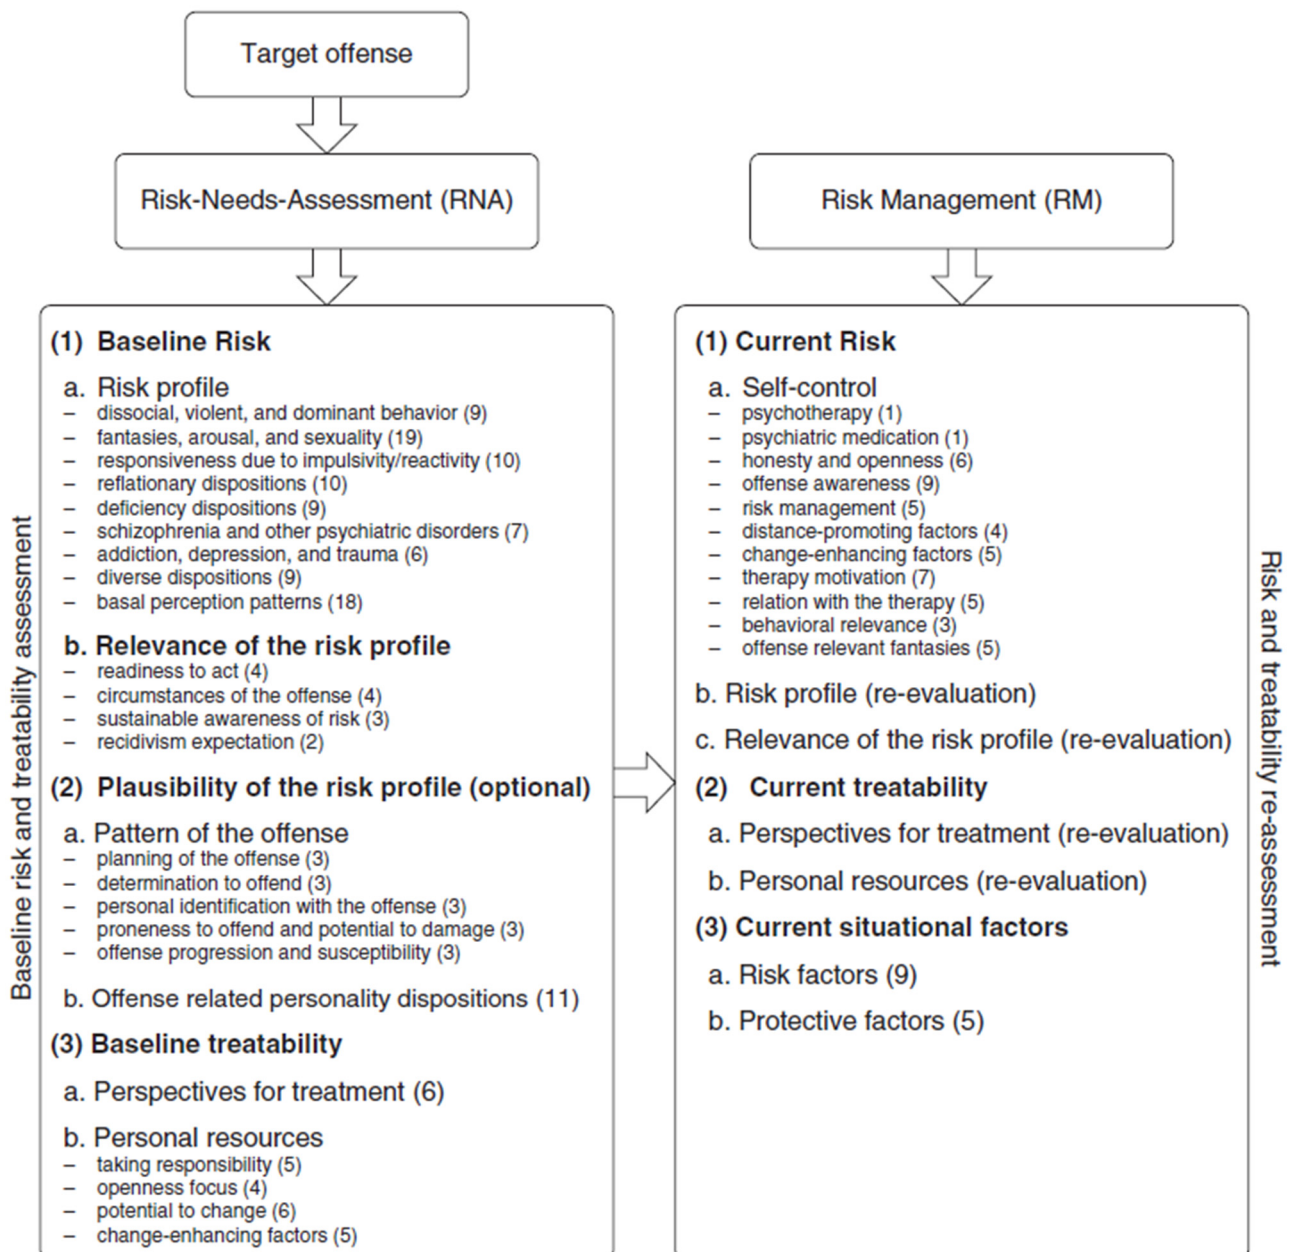 Target offense
Risk-Needs-Assessment (RNA)
Baseline risk and treatability assessment
(1) Baseline Risk
a. Risk profile
– dissocial, violent, and dominant behavior (9)
– fantasies, arousal, and sexuality (19)
– responsiveness due to impulsivity/reactivity (10)
– reflationary dispositions (10)
– deficiency dispositions (9)
– schizophrenia and other psychiatric disorders (7)
– addiction, depression, and trauma (6)
– diverse dispositions (9)
– basal perception patterns (18)
b. Relevance of the risk profile
– readiness to act (4)
– circumstances of the offense (4)
– sustainable awareness of risk (3)
– recidivism expectation (2)
(2) Plausibility of the risk profile (optional)
a. Pattern of the offense
– planning of the offense (3)
– determination to offend (3)
– personal identification with the offense (3)
– proneness to offend and potential to damage (3)
– offense progression and susceptibility (3)
b. Offense related personality dispositions (11)
(3) Baseline treatability
a. Perspectives for treatment (6)
b. Personal resources
– taking responsibility (5)
– openness focus (4)
– potential to change (6)
– change-enhancing factors (5)
Risk Management (RM)
(1) Current Risk
a. Self-control
– psychotherapy (1)
– psychiatric medication (1)
– honesty and openness (6)
– offense awareness (9)
– risk management (5)
– distance-promoting factors (4)
– change-enhancing factors (5)
– therapy motivation (7)
– relation with the therapy (5)
– behavioral relevance (3)
– offense relevant fantasies (5)
b. Risk profile (re-evaluation)
c. Relevance of the risk profile (re-evaluation)
(2) Current treatability
a. Perspectives for treatment (re-evaluation)
b. Personal resources (re-evaluation)
(3) Current situational factors
a. Risk factors (9)
b. Protective factors (5)
Risk and treatability re-assessment